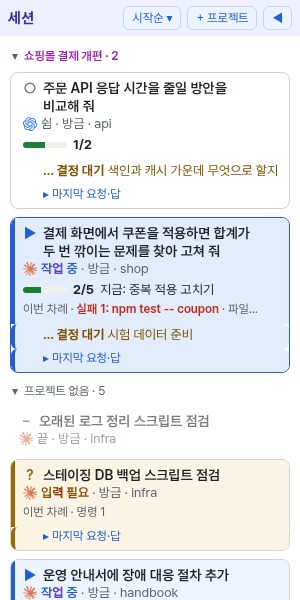 세션 시작순 ▾ + 프로젝트 ◀
▾ 쇼핑몰 결제 개편 · 2
주문 API 응답 시간을 줄일 방안을
비교해 줘
쉼 · 방금 · api
1/2
... 결정 대기 색인과 캐시 가운데 무엇으로 할지
▸ 마지막 요청·답
▶ 결제 화면에서 쿠폰을 적용하면 합계가
두 번 깎이는 문제를 찾아 고쳐 줘
작업 중 · 방금 · shop
2/5 지금: 중복 적용 고치기
이번 차례 · 실패 1: npm test -- coupon · 파일…
... 결정 대기 시험 데이터 준비
▸ 마지막 요청·답
▾ 프로젝트 없음 · 5
– 오래된 로그 정리 스크립트 점검
끝 · 방금 · infra
? 스테이징 DB 백업 스크립트 점검
입력 필요 · 방금 · infra
이번 차례 · 명령 1
▸ 마지막 요청·답
▶ 운영 안내서에 장애 대응 절차 추가
작업 중 · 방금 · handbook